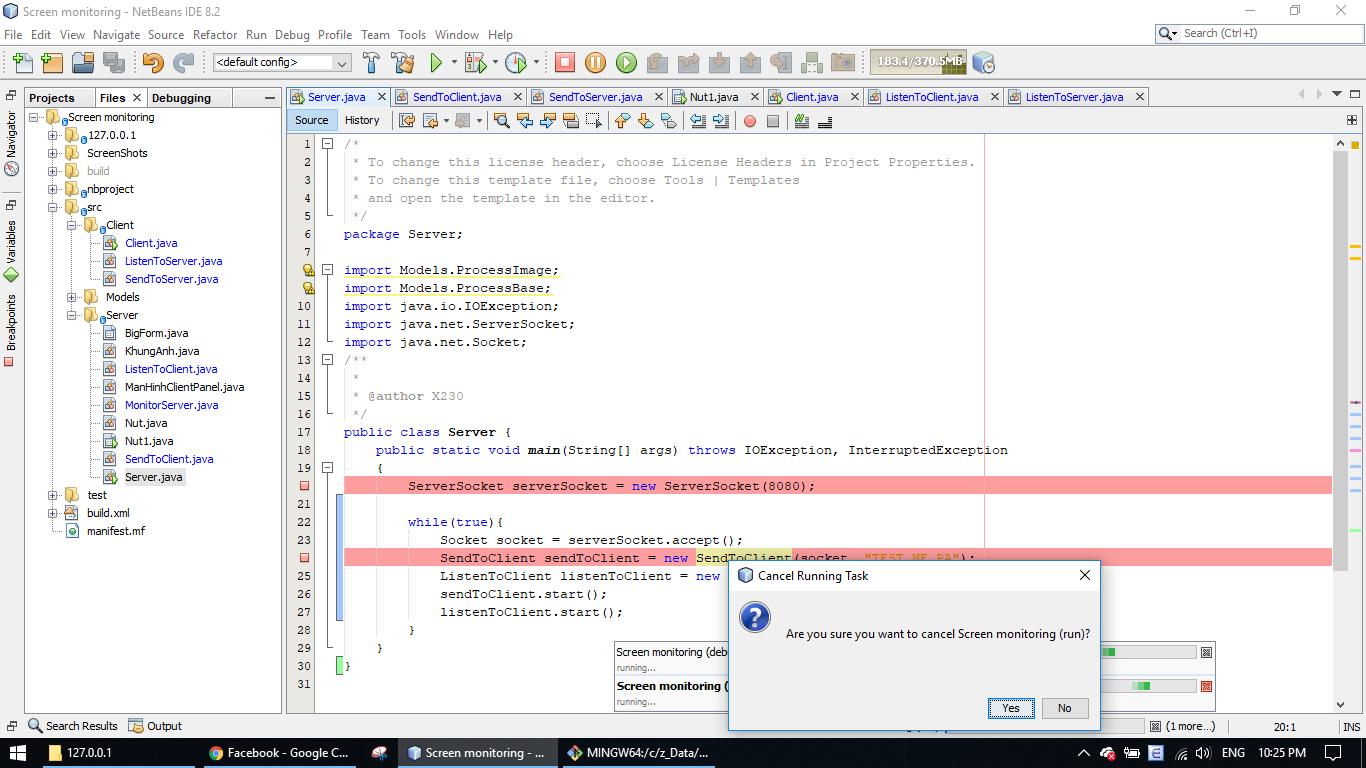 Screen monitoring - NetBeans IDE 8.2
File Edit View Navigate Source Refactor Run Debug Profile Team Tools Window Help
Search (Ctrl+I)
<default config>
183.4/370.5MB
Projects Files Debugging
Server.java SendToClient.java SendToServer.java Nut1.java Client.java ListenToClient.java ListenToServer.java
Source History
Navigator
Variables
Breakpoints
Screen monitoring
127.0.0.1
ScreenShots
build
nbproject
src
Client
Client.java
ListenToServer.java
SendToServer.java
Models
Server
BigForm.java
KhungAnh.java
ListenToClient.java
ManHinhClientPanel.java
MonitorServer.java
Nut.java
Nut1.java
SendToClient.java
Server.java
test
build.xml
manifest.mf
1 /*
2 * To change this license header, choose License Headers in Project Properties.
3 * To change this template file, choose Tools | Templates
4 * and open the template in the editor.
5 */
6 package Server;
7
import Models.ProcessImage;
import Models.ProcessBase;
10 import java.io.IOException;
11 import java.net.ServerSocket;
12 import java.net.Socket;
13 /**
14 *
15 * @author X230
16 */
17 public class Server {
18 public static void main(String[] args) throws IOException, InterruptedException
19 {
ServerSocket serverSocket = new ServerSocket(8080);
21
22 while(true){
23 Socket socket = serverSocket.accept();
SendToClient sendToClient = new SendToClient(socket, "TEST NE PA");
25 ListenToClient listenToClient = new
26 sendToClient.start();
27 listenToClient.start();
28 }
29 }
30 }
31
Cancel Running Task
Are you sure you want to cancel Screen monitoring (run)?
Yes No
Screen monitoring (deb
running...
Screen monitoring (
running...
Search Results Output
(1 more...) 20:1 INS
127.0.0.1 Facebook - Google C... Screen monitoring - ... MINGW64:/c/z_Data/... ENG 10:25 PM